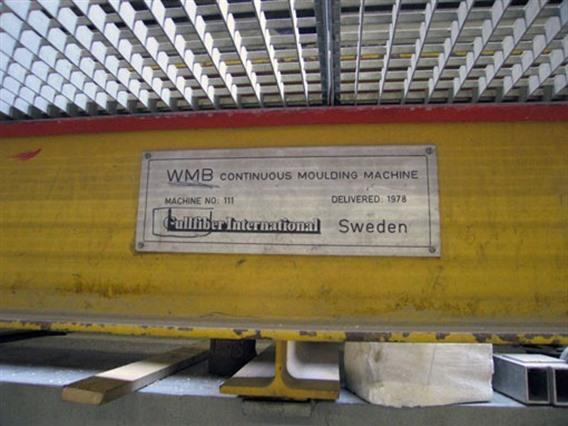 WMB CONTINUOUS MOULDING MACHINE
MACHINE NO: 111 DELIVERED: 1978
Gullfiber International Sweden